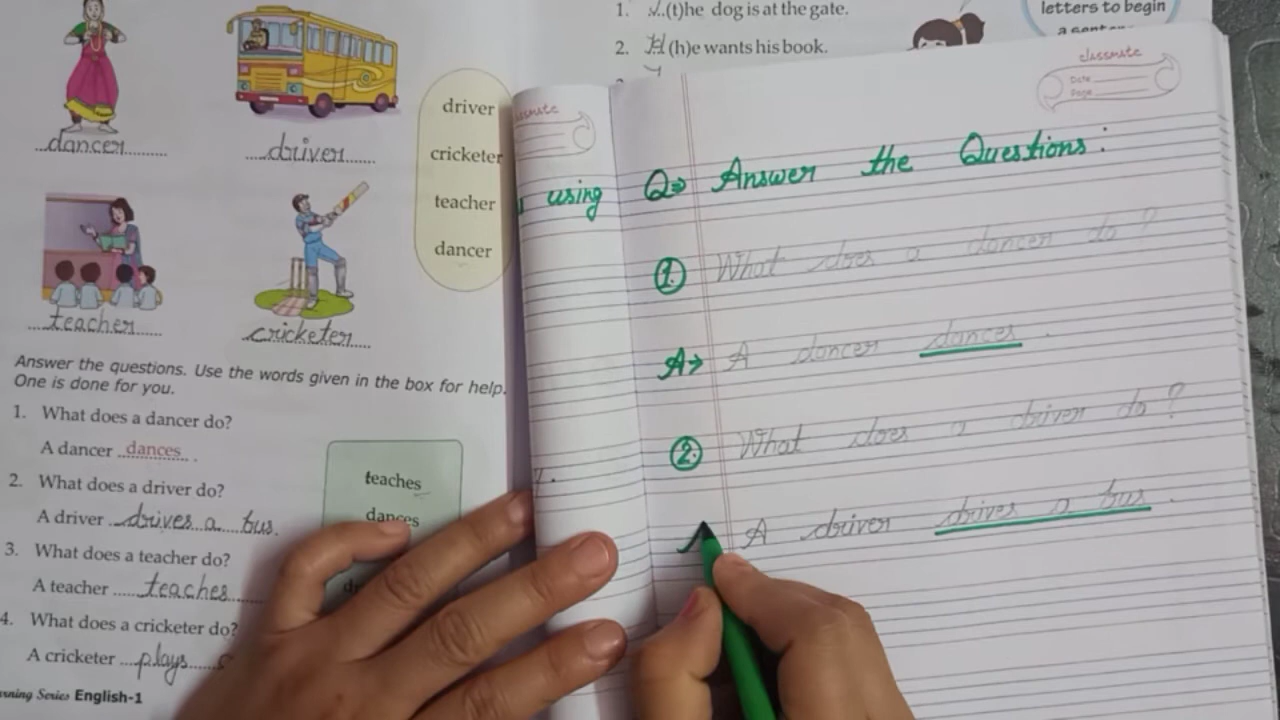 dancer
driver
driver
cricketer
teacher
dancer
teacher
cricketer
Answer the questions. Use the words given in the box for help.
One is done for you.
1. What does a dancer do?
A dancer dances.
2. What does a driver do?
A driver drives a bus.
3. What does a teacher do?
A teacher teaches
4. What does a cricketer do?
A cricketer plays
teaches
dances
English-1
1. (t)he dog is at the gate.
2. H (h)e wants his book.
letters to begin
classmate
Date
Page
using
Q⇒ Answer the Questions:
1. What does a dancer do?
A→ A dancer dances.
2. What does a driver do?
A driver drives a bus.